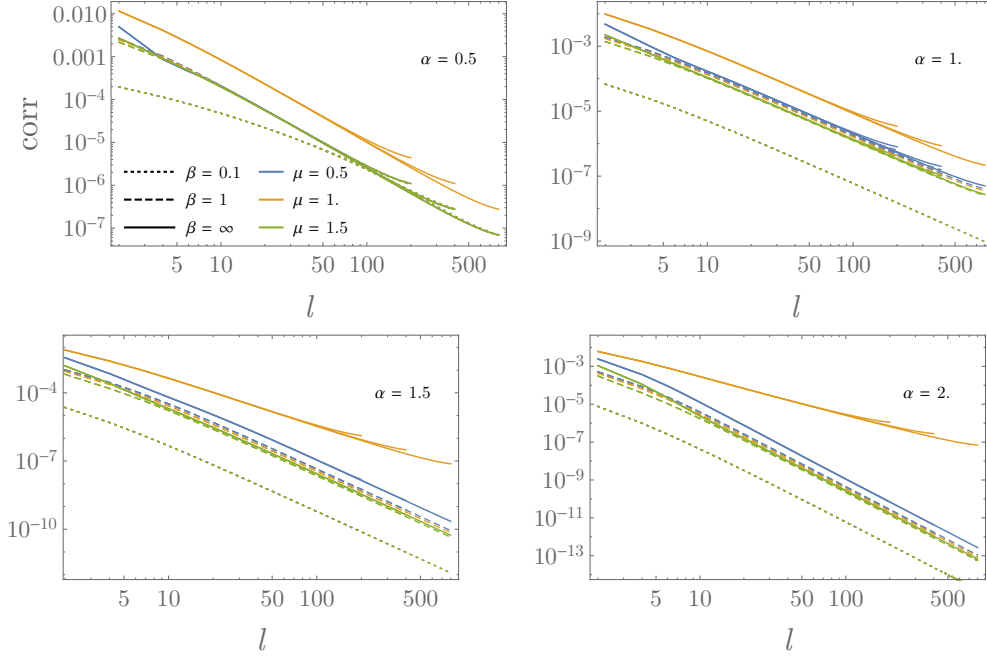 0.010
0.001
10⁻⁴
10⁻⁵
10⁻⁶
10⁻⁷
corr
α = 0.5
β = 0.1 μ = 0.5
β = 1 μ = 1.
β = ∞ μ = 1.5
5 10 50 100 500
l
10⁻³
10⁻⁵
10⁻⁷
10⁻⁹
α = 1.
5 10 50 100 500
l
10⁻⁴
10⁻⁷
10⁻¹⁰
α = 1.5
5 10 50 100 500
l
10⁻³
10⁻⁵
10⁻⁷
10⁻⁹
10⁻¹¹
10⁻¹³
α = 2.
5 10 50 100 500
l